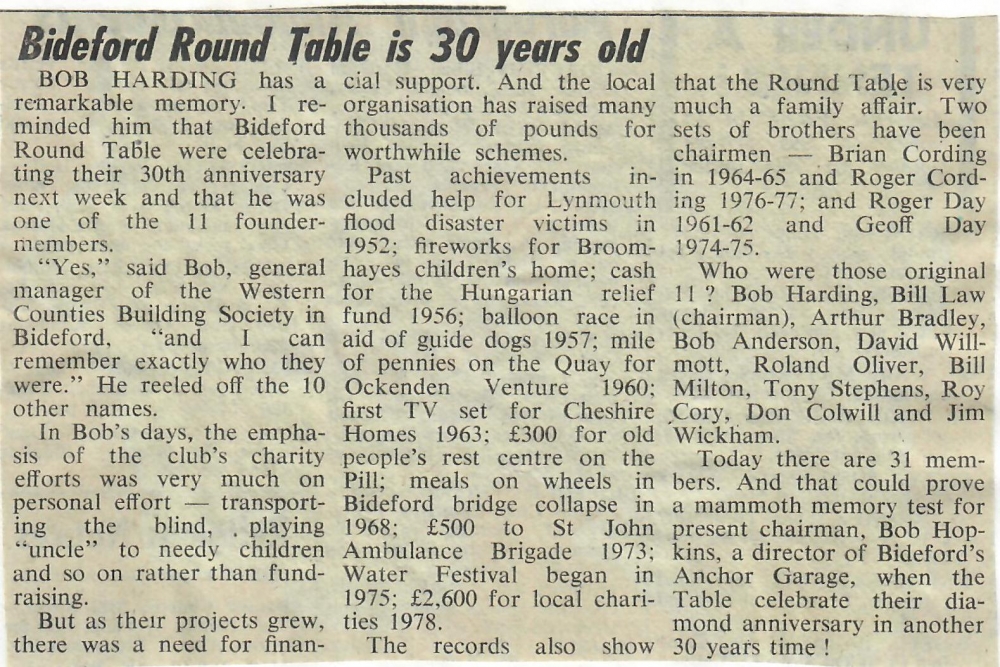 Bideford Round Table is 30 years old
BOB HARDING has a
remarkable memory. I re-
minded him that Bideford
Round Table were celebra-
ting their 30th anniversary
next week and that he was
one of the 11 founder-
members.
“Yes,” said Bob, general
manager of the Western
Counties Building Society in
Bideford, “and I can
remember exactly who they
were.” He reeled off the 10
other names.
In Bob's days, the empha-
sis of the club's charity
efforts was very much on
personal effort — transport-
ing the blind, playing
“uncle” to needy children
and so on rather than fund-
raising.
But as their projects grew,
there was a need for finan-
cial support. And the local
organisation has raised many
thousands of pounds for
worthwhile schemes.
Past achievements in-
cluded help for Lynmouth
flood disaster victims in
1952; fireworks for Broom-
hayes children's home; cash
for the Hungarian relief
fund 1956; balloon race in
aid of guide dogs 1957; mile
of pennies on the Quay for
Ockenden Venture 1960;
first TV set for Cheshire
Homes 1963; £300 for old
people's rest centre on the
Pill; meals on wheels in
Bideford bridge collapse in
1968; £500 to St John
Ambulance Brigade 1973;
Water Festival began in
1975; £2,600 for local chari-
ties 1978.
The records also show
that the Round Table is very
much a family affair. Two
sets of brothers have been
chairmen — Brian Cording
in 1964-65 and Roger Cord-
ing 1976-77; and Roger Day
1961-62 and Geoff Day
1974-75.
Who were those original
11 ? Bob Harding, Bill Law
(chairman), Arthur Bradley,
Bob Anderson, David Will-
mott, Roland Oliver, Bill
Milton, Tony Stephens, Roy
Cory, Don Colwill and Jim
Wickham.
Today there are 31 mem-
bers. And that could prove
a mammoth memory test for
present chairman, Bob Hop-
kins, a director of Bideford's
Anchor Garage, when the
Table celebrate their dia-
mond anniversary in another
30 years time !